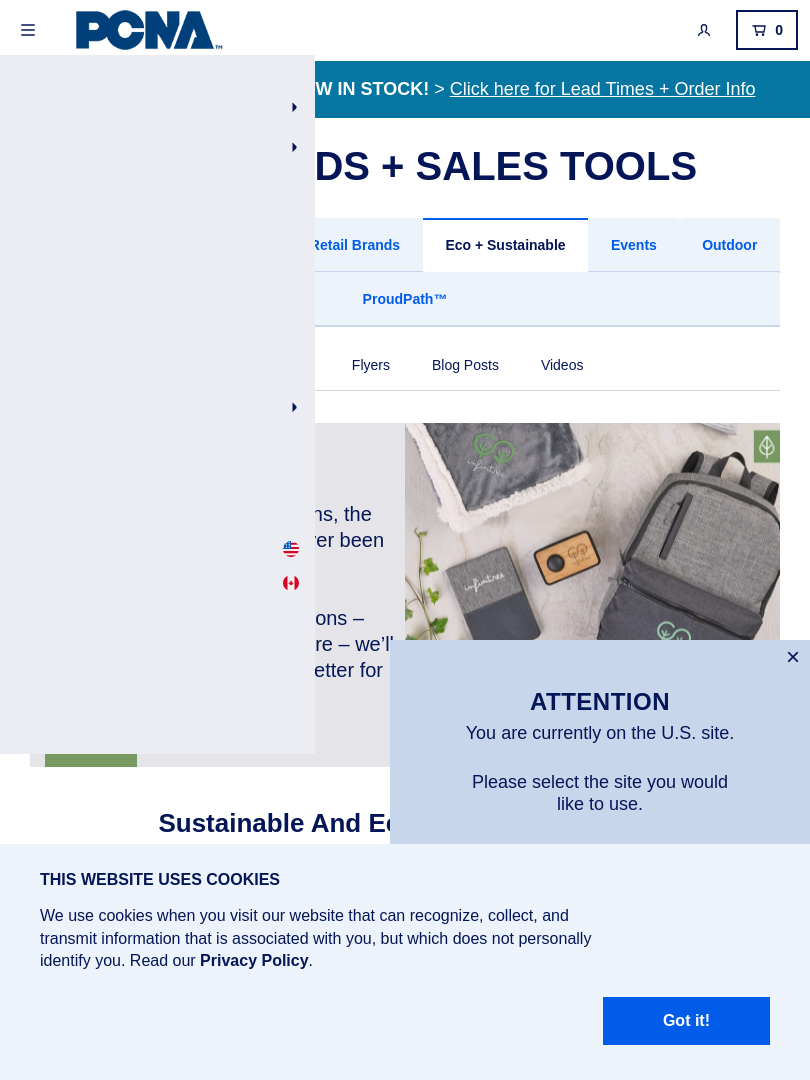 PCNA™
0
W IN STOCK! > Click here for Lead Times + Order Info
DS + SALES TOOLS
Retail Brands Eco + Sustainable Events Outdoor
ProudPath™
Flyers Blog Posts Videos
infinitree
ns, the
ver been
infinitree
ons –
re – we’ll
etter for
ATTENTION
You are currently on the U.S. site.
Please select the site you would
like to use.
Sustainable And Ec
THIS WEBSITE USES COOKIES
We use cookies when you visit our website that can recognize, collect, and
transmit information that is associated with you, but which does not personally
identify you. Read our Privacy Policy.
Got it!